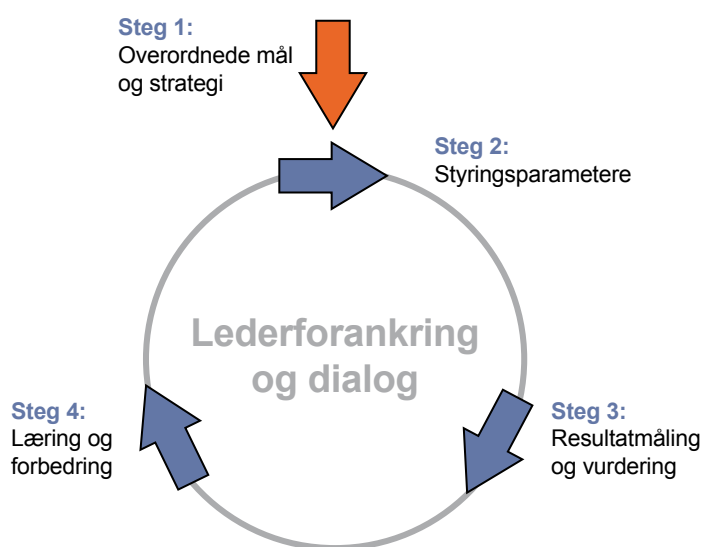 Steg 1:
Overordnede mål
og strategi
Steg 2:
Styringsparametere
Lederforankring
og dialog
Steg 3:
Resultatmåling
og vurdering
Steg 4:
Læring og
forbedring